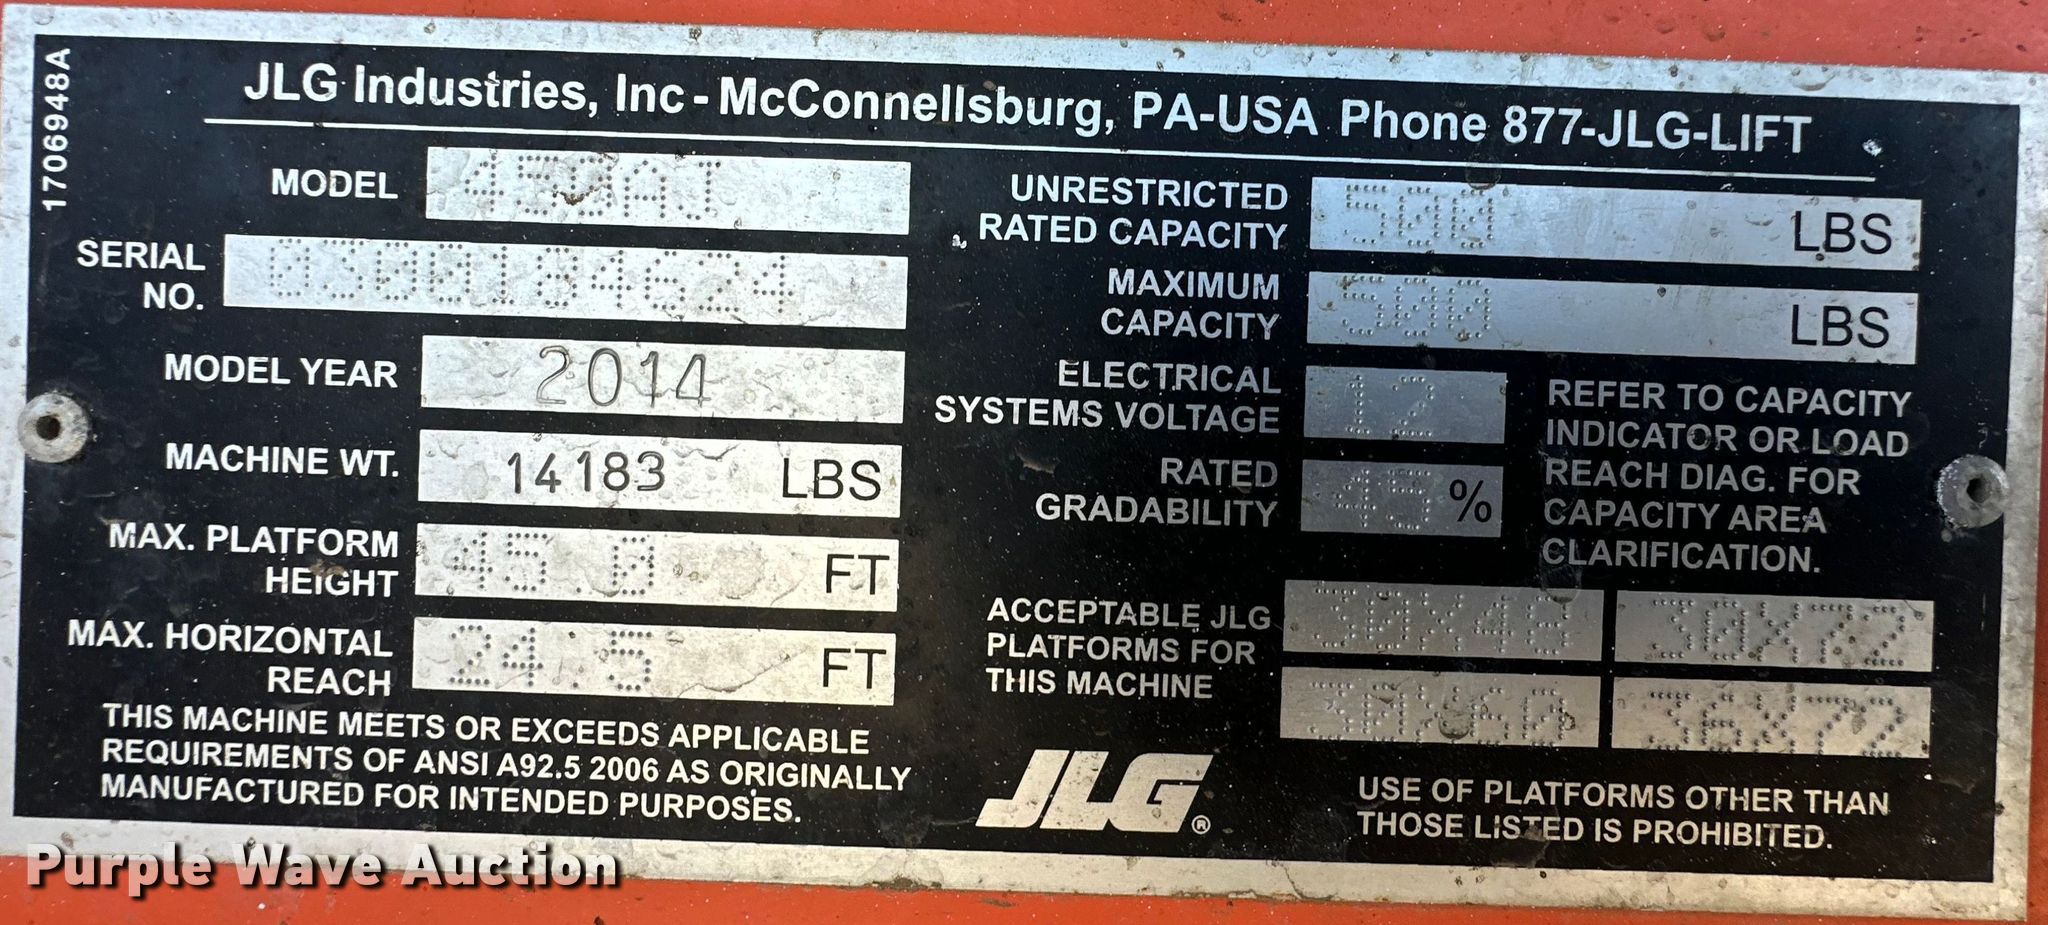 1706948A
JLG Industries, Inc - McConnellsburg, PA-USA Phone 877-JLG-LIFT
MODEL 450AJ
SERIAL NO. 0300184624
MODEL YEAR 2014
MACHINE WT. 14183 LBS
MAX. PLATFORM HEIGHT 45.0 FT
MAX. HORIZONTAL REACH 24.5 FT
THIS MACHINE MEETS OR EXCEEDS APPLICABLE
REQUIREMENTS OF ANSI A92.5 2006 AS ORIGINALLY
MANUFACTURED FOR INTENDED PURPOSES.
UNRESTRICTED RATED CAPACITY 500 LBS
MAXIMUM CAPACITY 500 LBS
ELECTRICAL SYSTEMS VOLTAGE 12
RATED GRADABILITY 45 %
REFER TO CAPACITY
INDICATOR OR LOAD
REACH DIAG. FOR
CAPACITY AREA
CLARIFICATION.
ACCEPTABLE JLG
PLATFORMS FOR
THIS MACHINE
30X48 30X72
30X60 36X72
JLG®
USE OF PLATFORMS OTHER THAN
THOSE LISTED IS PROHIBITED.
Purple Wave Auction